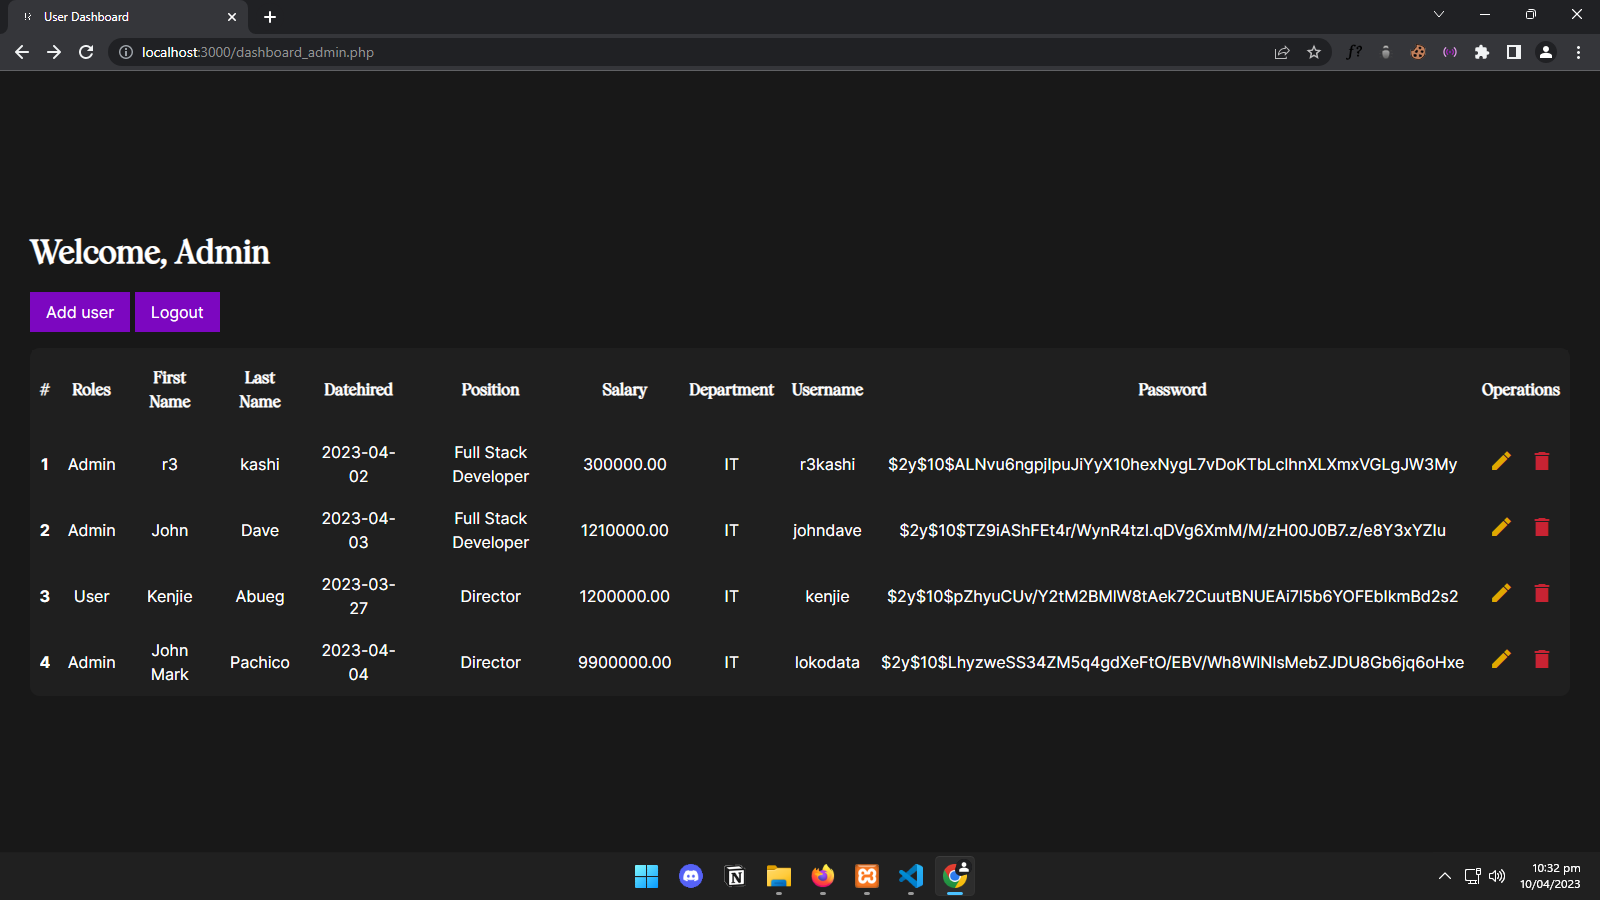 User Dashboard
localhost:3000/dashboard_admin.php
f?
Welcome, Admin
Add user Logout
# Roles First Name Last Name Datehired Position Salary Department Username Password Operations
1 Admin r3 kashi 2023-04-02 Full Stack Developer 300000.00 IT r3kashi $2y$10$ALNvu6ngpjIpuJiYyX10hexNygL7vDoKTbLclhnXLXmxVGLgJW3My
2 Admin John Dave 2023-04-03 Full Stack Developer 1210000.00 IT johndave $2y$10$TZ9iAShFEt4r/WynR4tzI.qDVg6XmM/M/zH00J0B7.z/e8Y3xYZIu
3 User Kenjie Abueg 2023-03-27 Director 1200000.00 IT kenjie $2y$10$pZhyuCUv/Y2tM2BMlW8tAek72CuutBNUEAi7l5b6YOFEbIkmBd2s2
4 Admin John Mark Pachico 2023-04-04 Director 9900000.00 IT lokodata $2y$10$LhyzweSS34ZM5q4gdXeFtO/EBV/Wh8WlNlsMebZJDU8Gb6jq6oHxe
10:32 pm
10/04/2023